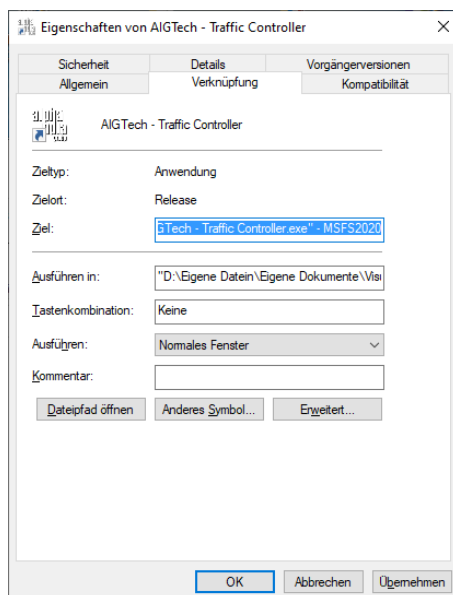 Eigenschaften von AIGTech - Traffic Controller
Sicherheit Details Vorgängerversionen
Allgemein Verknüpfung Kompatibilität
AIGTech - Traffic Controller
Zieltyp: Anwendung
Zielort: Release
Ziel: GTech - Traffic Controller.exe" - MSFS2020
Ausführen in: "D:\Eigene Datein\Eigene Dokumente\Visu
Tastenkombination: Keine
Ausführen: Normales Fenster
Kommentar:
Dateipfad öffnen Anderes Symbol... Erweitert...
OK Abbrechen Übernehmen